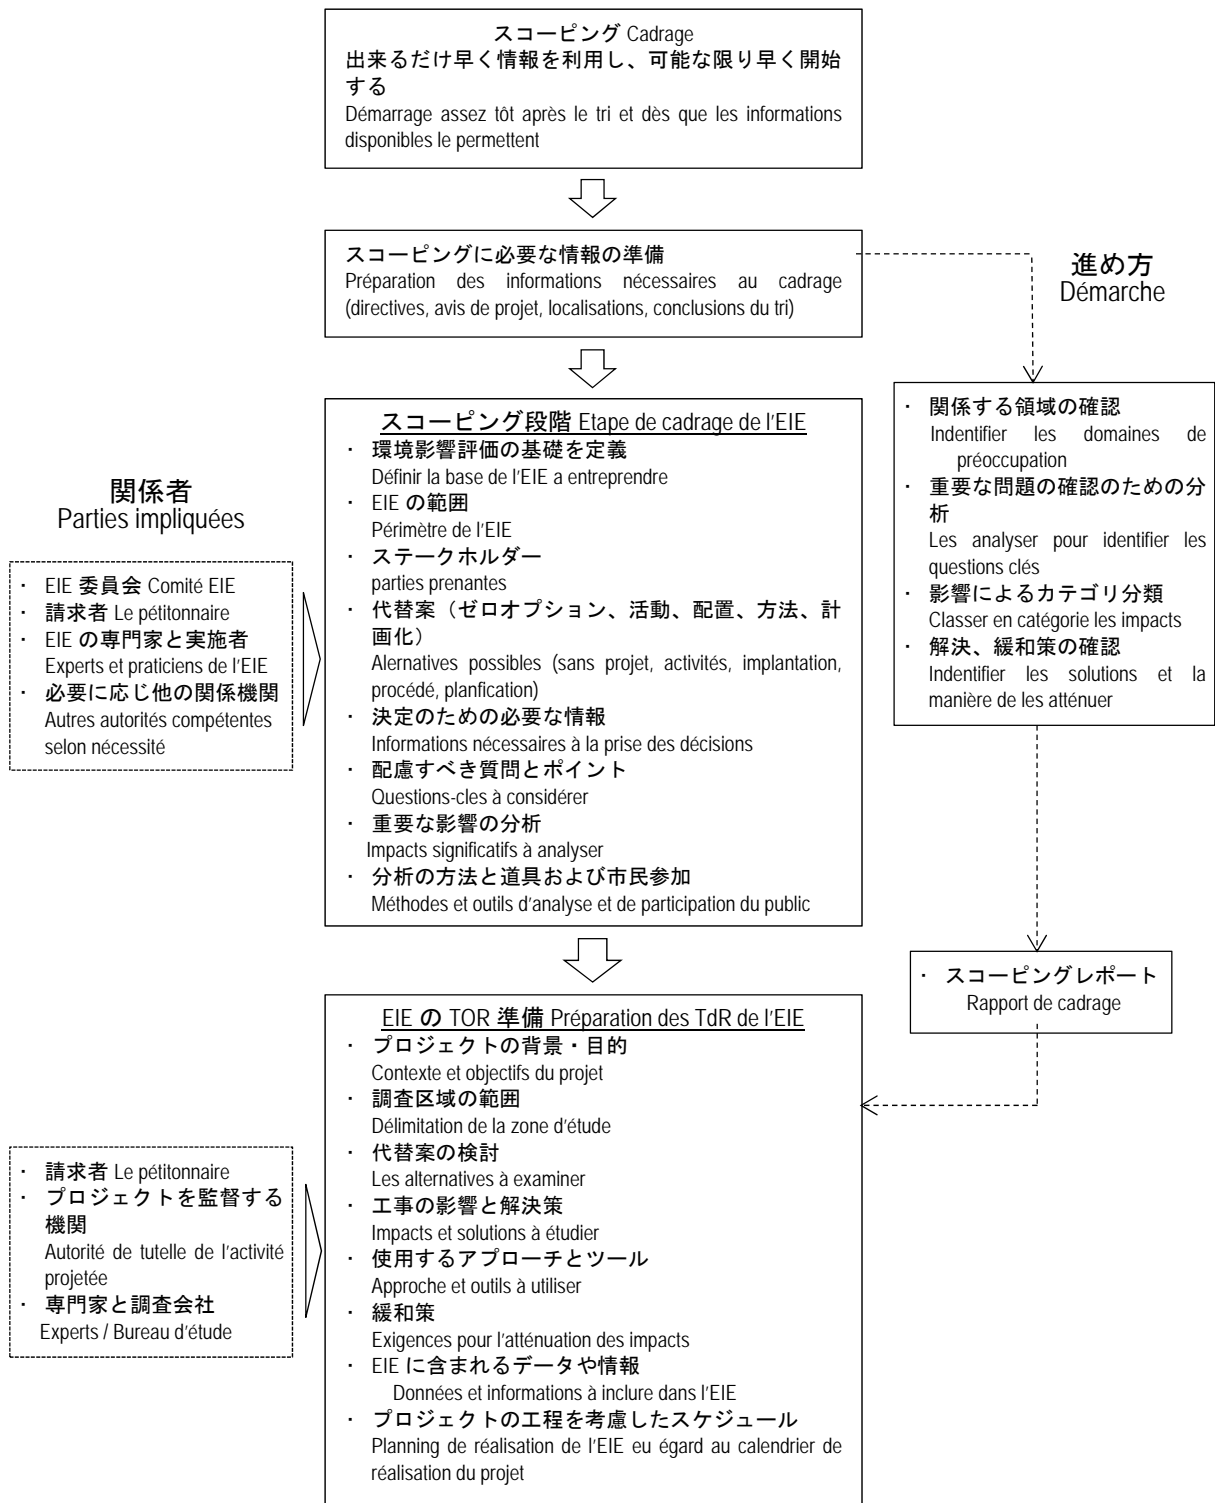 スコーピング Cadrage
出来るだけ早く情報を利用し、可能な限り早く開始
する
Démarrage assez tôt après le tri et dès que les informations
disponibles le permettent
スコーピングに必要な情報の準備
Préparation des informations nécessaires au cadrage
(directives, avis de projet, localisations, conclusions du tri)
進め方
Démarche
・ 関係する領域の確認
Indentifier les domaines de
préoccupation
・ 重要な問題の確認のための分
析
Les analyser pour identifier les
questions clés
・ 影響によるカテゴリ分類
Classer en catégorie les impacts
・ 解決、緩和策の確認
Indentifier les solutions et la
manière de les atténuer
スコーピング段階 Etape de cadrage de l'EIE
・ 環境影響評価の基礎を定義
Définir la base de l'EIE a entreprendre
・ EIE の範囲
Périmètre de l'EIE
・ ステークホルダー
parties prenantes
・ 代替案（ゼロオプション、活動、配置、方法、計
画化）
Alernatives possibles (sans projet, activités, implantation,
procédé, planfication)
・ 決定のための必要な情報
Informations nécessaires à la prise des décisions
・ 配慮すべき質問とポイント
Questions-cles à considérer
・ 重要な影響の分析
Impacts significatifs à analyser
・ 分析の方法と道具および市民参加
Méthodes et outils d'analyse et de participation du public
関係者
Parties impliquées
・ EIE 委員会 Comité EIE
・ 請求者 Le pétitonnaire
・ EIE の専門家と実施者
Experts et praticiens de l'EIE
・ 必要に応じ他の関係機関
Autres autorités compétentes
selon nécessité
・ スコーピングレポート
Rapport de cadrage
EIE の TOR 準備 Préparation des TdR de l'EIE
・ プロジェクトの背景・目的
Contexte et objectifs du projet
・ 調査区域の範囲
Délimitation de la zone d'étude
・ 代替案の検討
Les alternatives à examiner
・ 工事の影響と解決策
Impacts et solutions à étudier
・ 使用するアプローチとツール
Approche et outils à utiliser
・ 緩和策
Exigences pour l'atténuation des impacts
・ EIE に含まれるデータや情報
Données et informations à inclure dans l'EIE
・ プロジェクトの工程を考慮したスケジュール
Planning de réalisation de l'EIE eu égard au calendrier de
réalisation du projet
・ 請求者 Le pétitonnaire
・ プロジェクトを監督する
機関
Autorité de tutelle de l'activité
projetée
・ 専門家と調査会社
Experts / Bureau d'étude